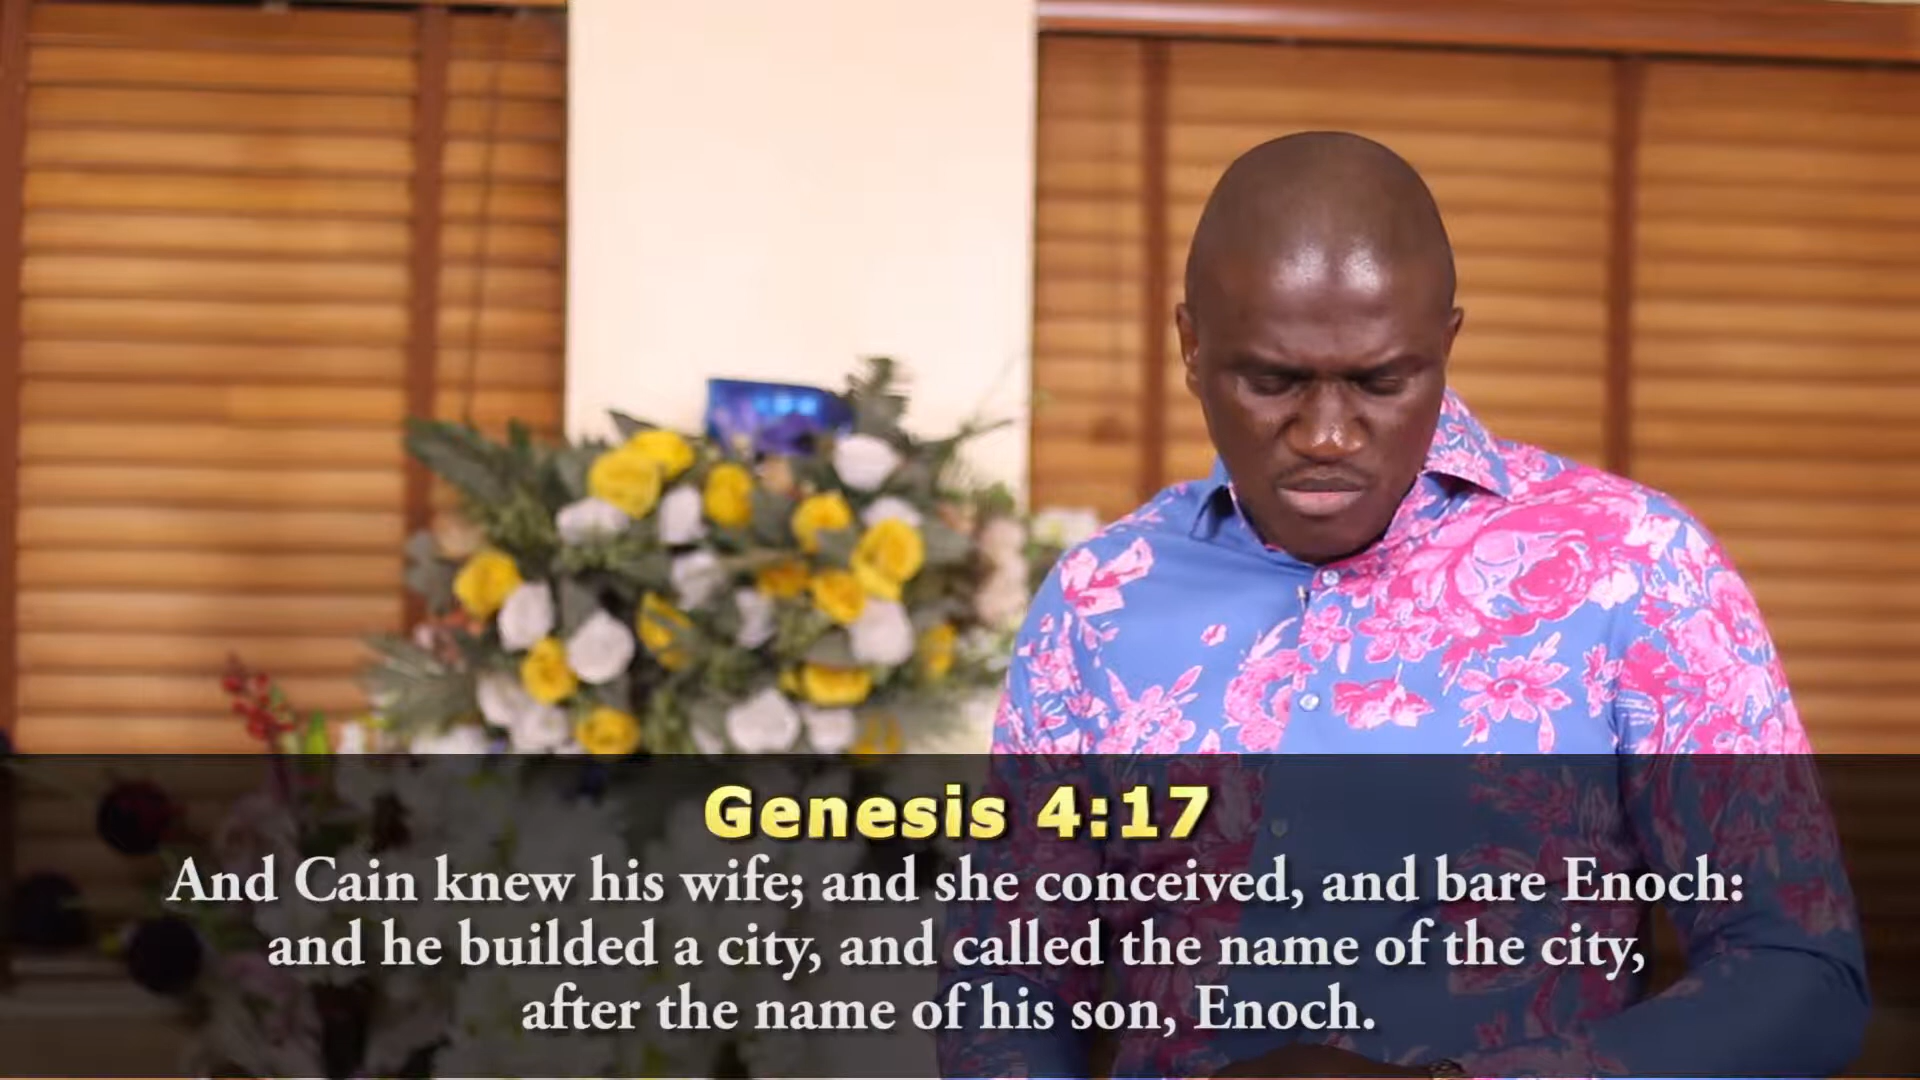 Genesis 4:17
And Cain knew his wife; and she conceived, and bare Enoch:
and he builded a city, and called the name of the city,
after the name of his son, Enoch.